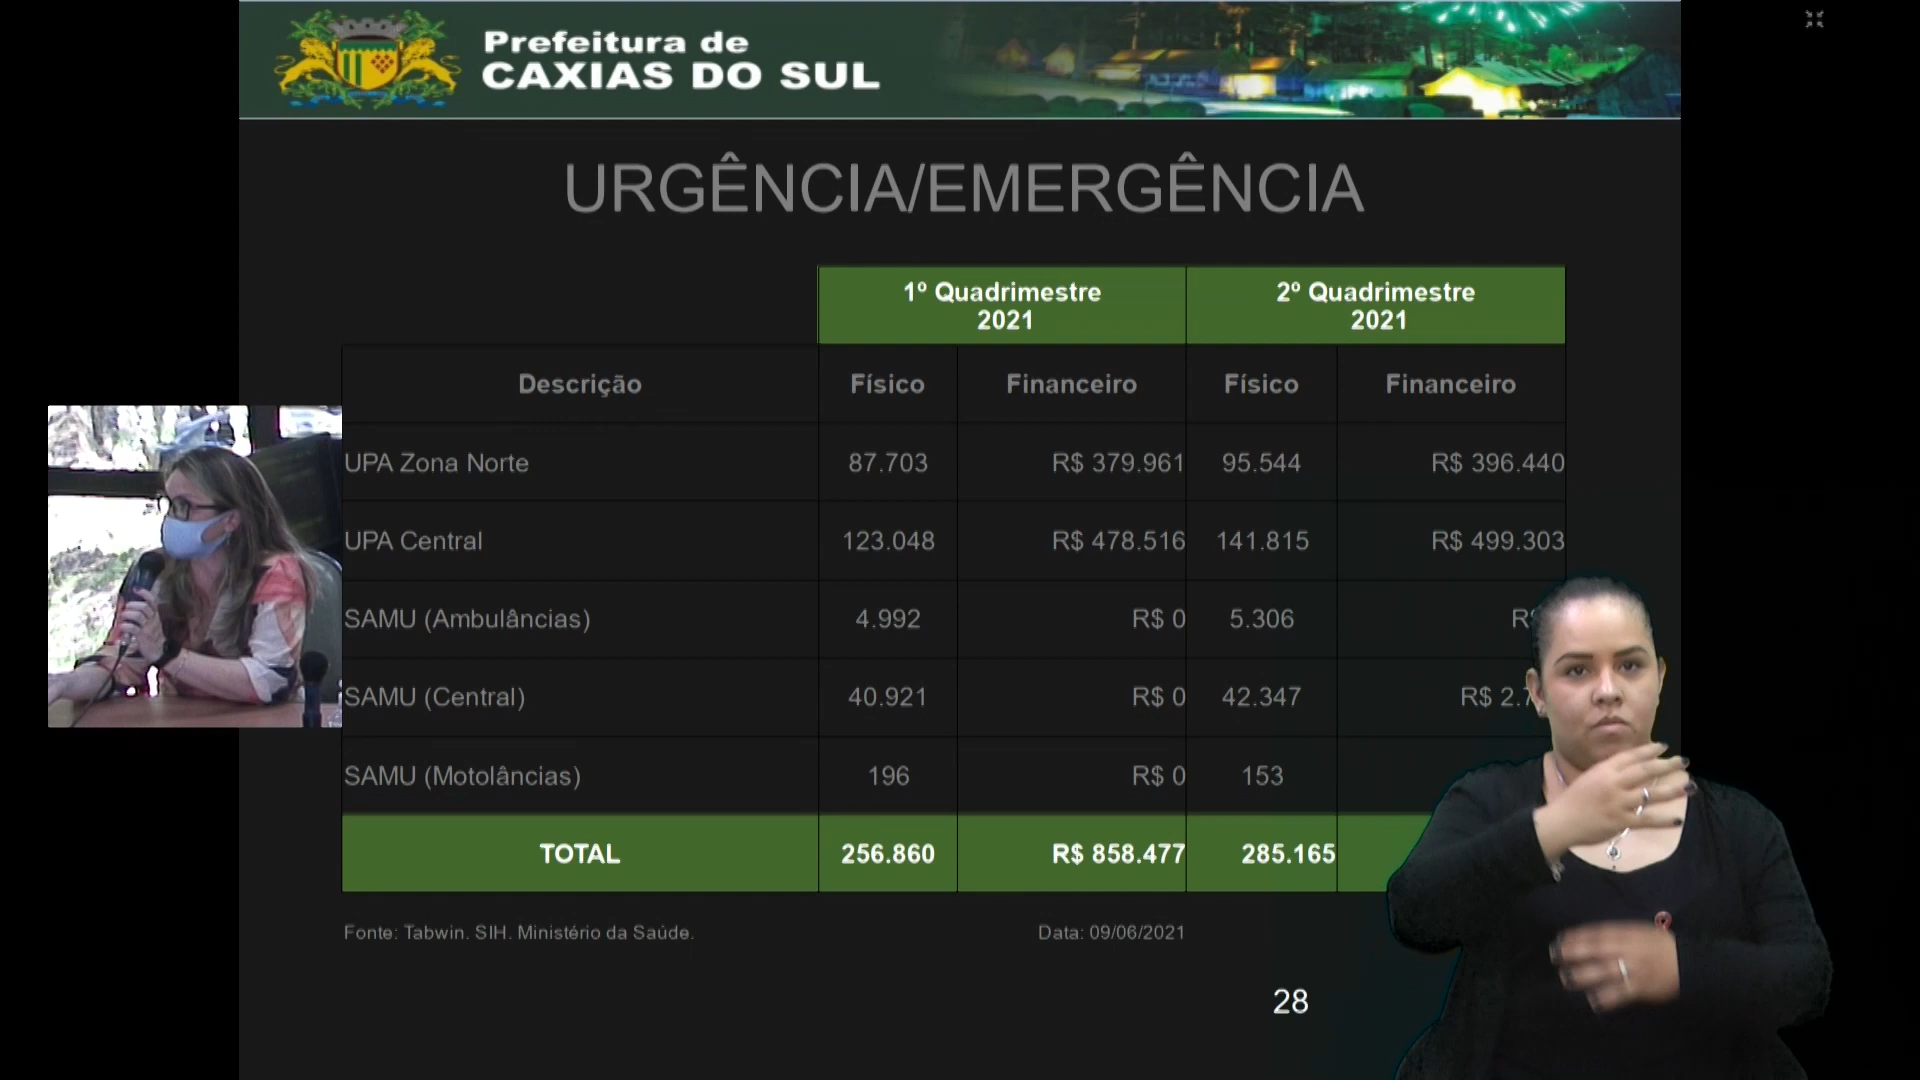 Prefeitura de
CAXIAS DO SUL
URGÊNCIA/EMERGÊNCIA
1º Quadrimestre 2º Quadrimestre
2021 2021
Descrição Físico Financeiro Físico Financeiro
UPA Zona Norte 87.703 R$ 379.961 95.544 R$ 396.440
UPA Central 123.048 R$ 478.516 141.815 R$ 499.303
SAMU (Ambulâncias) 4.992 R$ 0 5.306
SAMU (Central) 40.921 R$ 0 42.347 R$
SAMU (Motolâncias) 196 R$ 0 153
TOTAL 256.860 R$ 858.477 285.165
Fonte: Tabwin. SIH. Ministério da Saúde. Data: 09/06/2021
28